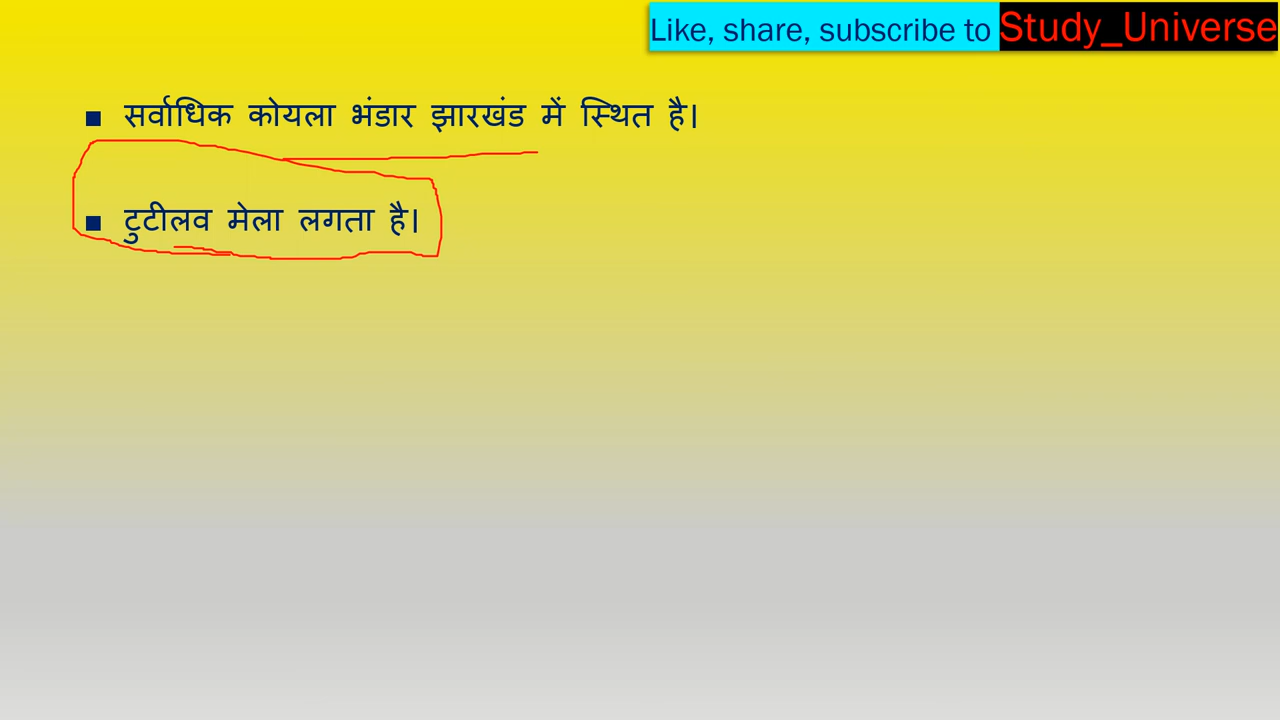 Like, share, subscribe to Study_Universe
▪ सर्वाधिक कोयला भंडार झारखंड में स्थित है।
▪ टुटीलव मेला लगता है।